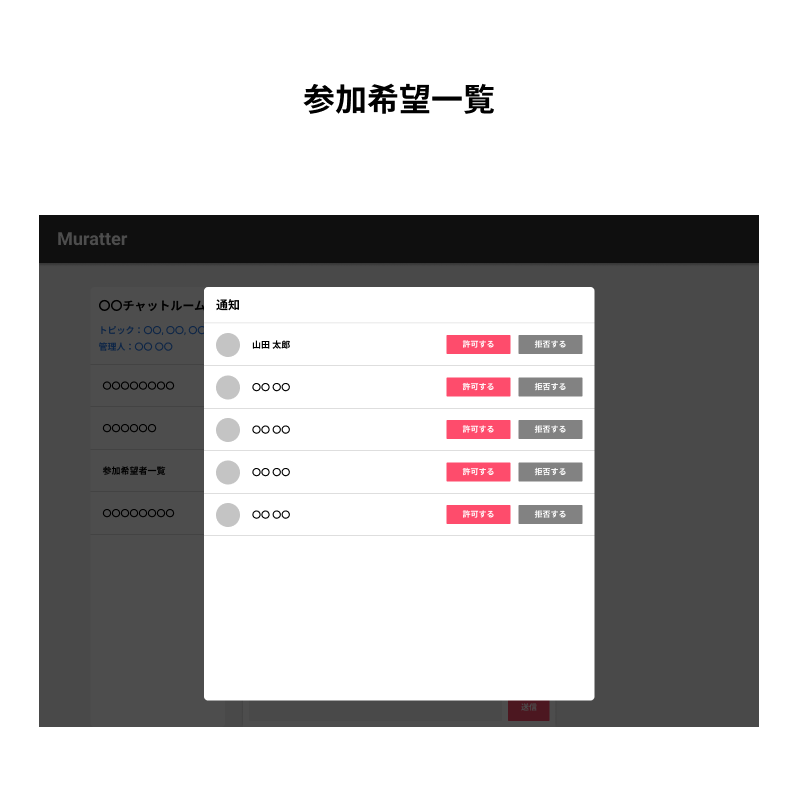 参加希望一覧
Muratter
〇〇チャットルーム
トピック：〇〇, 〇〇, 〇〇
管理人：〇〇 〇〇
〇〇〇〇〇〇〇〇
〇〇〇〇〇〇
参加希望者一覧
〇〇〇〇〇〇〇〇
通知
山田 太郎 許可する 拒否する
〇〇 〇〇 許可する 拒否する
〇〇 〇〇 許可する 拒否する
〇〇 〇〇 許可する 拒否する
〇〇 〇〇 許可する 拒否する
送信